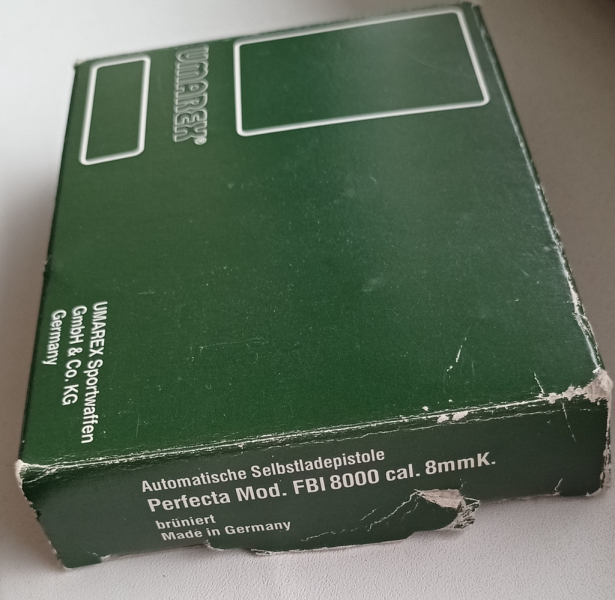 UMAREX®
UMAREX Sportwaffen
GmbH & Co. KG
Germany
Automatische Selbstladepistole
Perfecta Mod. FBI 8000 cal. 8mmK.
brüniert
Made in Germany